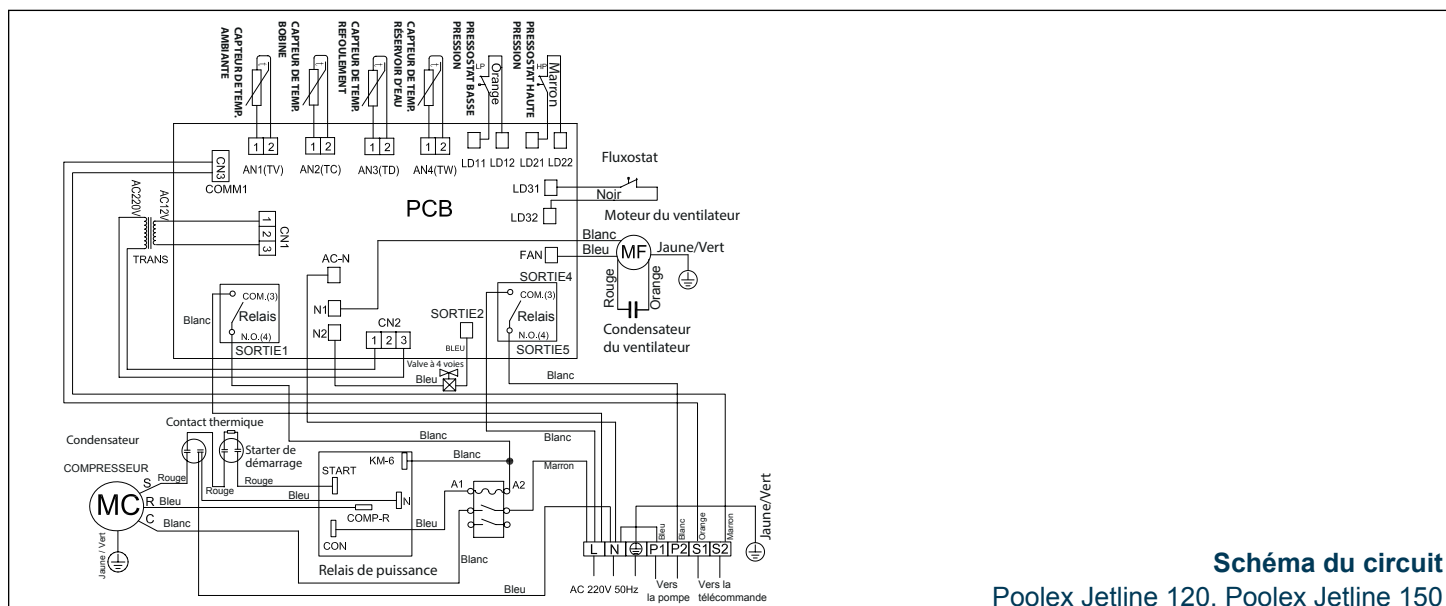 CAPTEUR DE TEMP.
AMBIANTE
CAPTEUR DE TEMP.
BOBINE
CAPTEUR DE TEMP.
REFOULEMENT
CAPTEUR DE TEMP.
RÉSERVOIR D'EAU
PRESSOSTAT BASSE
PRESSION
PRESSOSTAT HAUTE
PRESSION
t
t
t
t
LP
Orange
HP
Marron
1 2
1 2
1 2
1 2
AN1(TV)
AN2(TC)
AN3(TD)
AN4(TW)
LD11
LD12
LD21
LD22
CN3
COMM1
Fluxostat
LD31
Noir
LD32
PCB
Moteur du ventilateur
AC220V
AC12V
TRANS
1
2
3
CN1
Blanc
Bleu
FAN
MF
Jaune/Vert
AC-N
SORTIE4
Rouge
Orange
COM.(3)
Relais
N.O.(4)
SORTIE1
Blanc
N1
N2
CN2
1 2 3
SORTIE2
BLEU
COM.(3)
Relais
N.O.(4)
SORTIE5
Condensateur
du ventilateur
Valve à 4 voies
Bleu
Blanc
Contact thermique
Condensateur
Starter de
démarrage
Blanc
Blanc
KM-6
Blanc
Marron
COMPRESSEUR
S
Rouge
Rouge
Rouge
START
A1
A2
MC
R
Bleu
Bleu
N
COMP-R
C
Blanc
Bleu
CON
Jaune / Vert
Relais de puissance
Blanc
Bleu
Bleu
Blanc
Orange
Marron
Jaune/Vert
L N P1 P2 S1 S2
AC 220V 50Hz
Vers
la pompe
Vers la
télécommande
Schéma du circuit
Poolex Jetline 120, Poolex Jetline 150